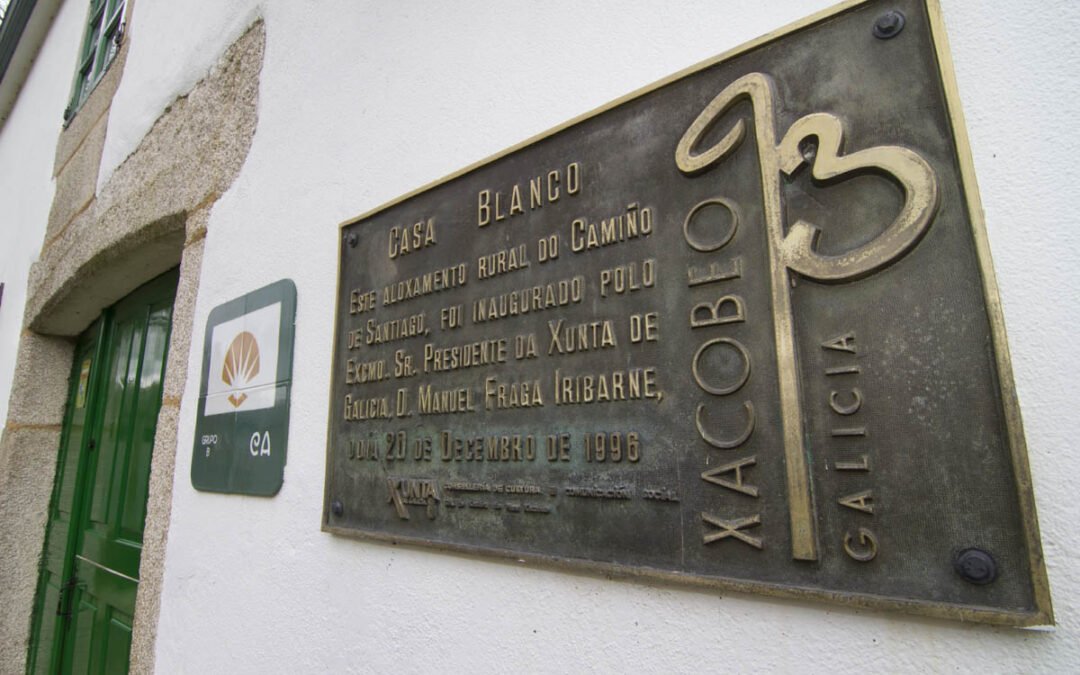 CASA BLANCO
ESTE ALOXAMENTO RURAL DO CAMIÑO
DE SANTIAGO, FOI INAUGURADO POLO
EXCMO. SR. PRESIDENTE DA XUNTA DE
GALICIA, D. MANUEL FRAGA IRIBARNE,
DÍA 20 DE DECEMBRO DE 1996
XUNTA
CONSELLERÍA DE CULTURA E COMUNICACIÓN SOCIAL
XACOBEO
GALICIA
GRUPO
B
CA